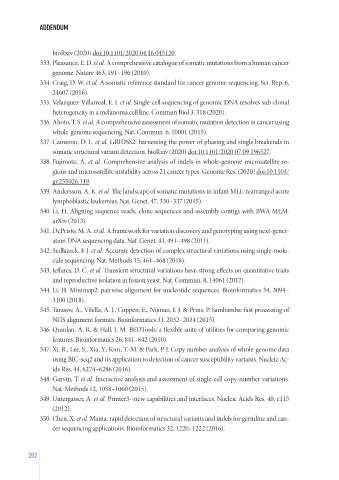 ADDENDUM
bioRxiv (2020) doi:10.1101/2020.04.16.045120.
333. Pleasance, E. D. et al. A comprehensive catalogue of somatic mutations from a human cancer
genome. Nature 463, 191–196 (2010).
334. Craig, D. W. et al. A somatic reference standard for cancer genome sequencing. Sci. Rep. 6,
24607 (2016).
335. Velazquez-Villarreal, E. I. et al. Single-cell sequencing of genomic DNA resolves sub-clonal
heterogeneity in a melanoma cell line. Commun Biol 3, 318 (2020).
336. Alioto, T. S. et al. A comprehensive assessment of somatic mutation detection in cancer using
whole-genome sequencing. Nat. Commun. 6, 10001 (2015).
337. Cameron, D. L. et al. GRIDSS2: harnessing the power of phasing and single breakends in
somatic structural variant detection. bioRxiv (2020) doi:10.1101/2020.07.09.196527.
338. Fujimoto, A. et al. Comprehensive analysis of indels in whole-genome microsatellite re-
gions and microsatellite instability across 21 cancer types. Genome Res. (2020) doi:10.1101/
gr.255026.119.
339. Andersson, A. K. et al. The landscape of somatic mutations in infant MLL-rearranged acute
lymphoblastic leukemias. Nat. Genet. 47, 330–337 (2015).
340. Li, H. Aligning sequence reads, clone sequences and assembly contigs with BWA-MEM.
arXiv (2013).
341. DePristo, M. A. et al. A framework for variation discovery and genotyping using next-gener-
ation DNA sequencing data. Nat. Genet. 43, 491–498 (2011).
342. Sedlazeck, F. J. et al. Accurate detection of complex structural variations using single-mole-
cule sequencing. Nat. Methods 15, 461–468 (2018).
343. Jeffares, D. C. et al. Transient structural variations have strong effects on quantitative traits
and reproductive isolation in fission yeast. Nat. Commun. 8, 14061 (2017).
344. Li, H. Minimap2: pairwise alignment for nucleotide sequences. Bioinformatics 34, 3094–
3100 (2018).
345. Tarasov, A., Vilella, A. J., Cuppen, E., Nijman, I. J. & Prins, P. Sambamba: fast processing of
NGS alignment formats. Bioinformatics 31, 2032–2034 (2015).
346. Quinlan, A. R. & Hall, I. M. BEDTools: a flexible suite of utilities for comparing genomic
features. Bioinformatics 26, 841–842 (2010).
347. Xi, R., Lee, S., Xia, Y., Kim, T.-M. & Park, P. J. Copy number analysis of whole-genome data
using BIC-seq2 and its application to detection of cancer susceptibility variants. Nucleic Ac-
ids Res. 44, 6274–6286 (2016).
348. Garvin, T. et al. Interactive analysis and assessment of single-cell copy-number variations.
Nat. Methods 12, 1058–1060 (2015).
349. Untergasser, A. et al. Primer3--new capabilities and interfaces. Nucleic Acids Res. 40, e115
(2012).
350. Chen, X. et al. Manta: rapid detection of structural variants and indels for germline and can-
cer sequencing applications. Bioinformatics 32, 1220–1222 (2016).
202